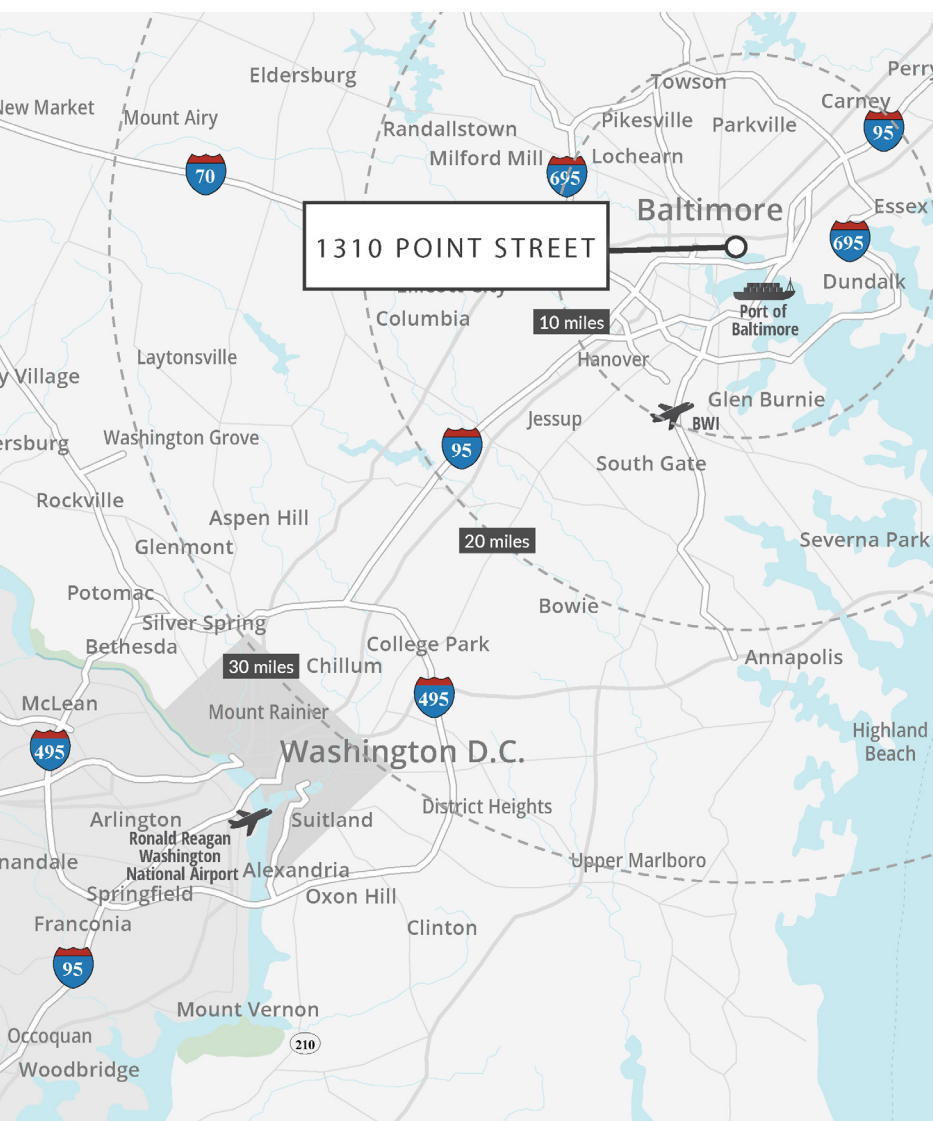 Eldersburg
Perry
Towson
New Market
Mount Airy
Carney
Pikesville
Parkville
Randallstown
95
Milford Mill
Lochearn
70
695
Baltimore
Essex
1310 POINT STREET
695
Dundalk
Ellicott City
Port of
Baltimore
Columbia
10 miles
Laytonsville
Hanover
y Village
Glen Burnie
Jessup
BWI
ersburg
Washington Grove
95
South Gate
Rockville
Aspen Hill
20 miles
Severna Park
Glenmont
Potomac
Bowie
Silver Spring
Bethesda
College Park
Annapolis
30 miles
Chillum
McLean
495
Mount Rainier
Highland
Beach
495
Washington D.C.
District Heights
Arlington
Suitland
Ronald Reagan
Washington
National Airport
nandale
Alexandria
Upper Marlboro
Springfield
Oxon Hill
Franconia
Clinton
95
Mount Vernon
Occoquan
210
Woodbridge